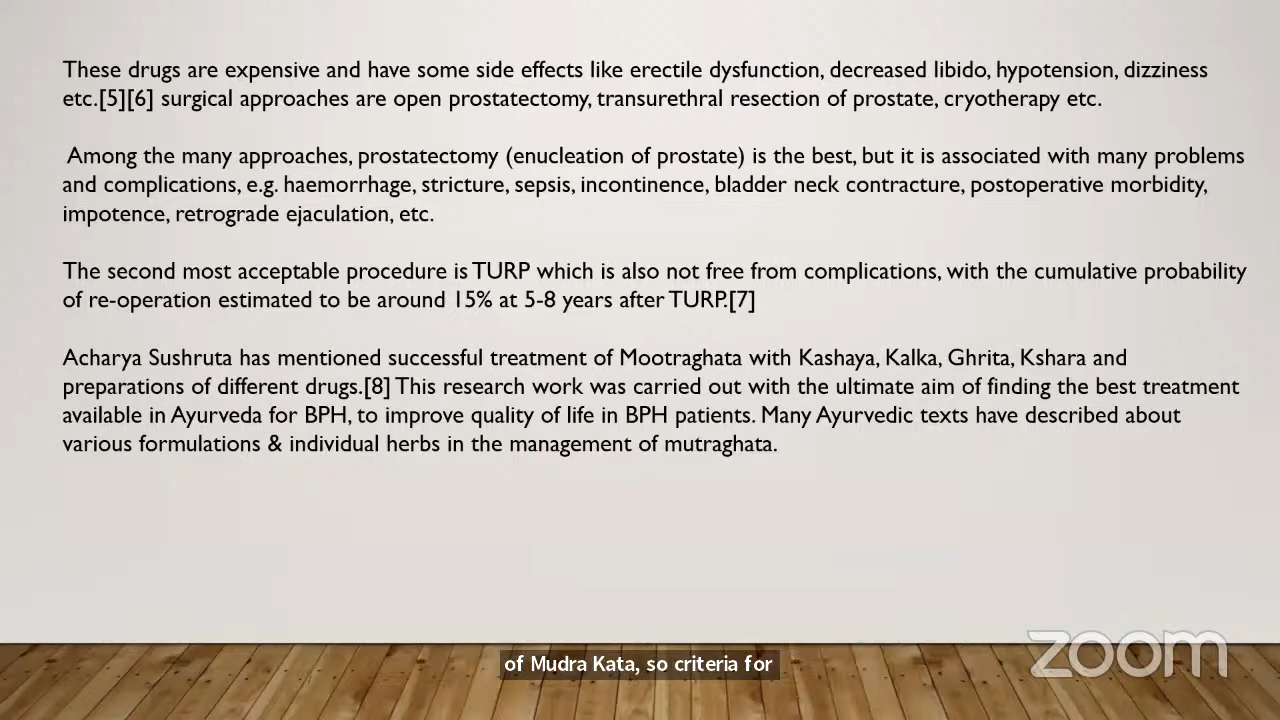 These drugs are expensive and have some side effects like erectile dysfunction, decreased libido, hypotension, dizziness
etc.[5][6] surgical approaches are open prostatectomy, transurethral resection of prostate, cryotherapy etc.
Among the many approaches, prostatectomy (enucleation of prostate) is the best, but it is associated with many problems
and complications, e.g. haemorrhage, stricture, sepsis, incontinence, bladder neck contracture, postoperative morbidity,
impotence, retrograde ejaculation, etc.
The second most acceptable procedure is TURP which is also not free from complications, with the cumulative probability
of re-operation estimated to be around 15% at 5-8 years after TURP.[7]
Acharya Sushruta has mentioned successful treatment of Mootraghata with Kashaya, Kalka, Ghrita, Kshara and
preparations of different drugs.[8] This research work was carried out with the ultimate aim of finding the best treatment
available in Ayurveda for BPH, to improve quality of life in BPH patients. Many Ayurvedic texts have described about
various formulations & individual herbs in the management of mutraghata.
zoom
of Mudra Kata, so criteria for